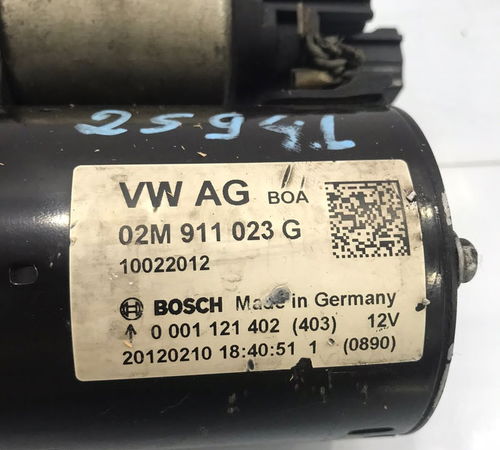 2594.L
VW AG BOA
02M 911 023 G
10022012
BOSCH Made in Germany
0 001 121 402 (403) 12V
20120210 18:40:51 1 (0890)